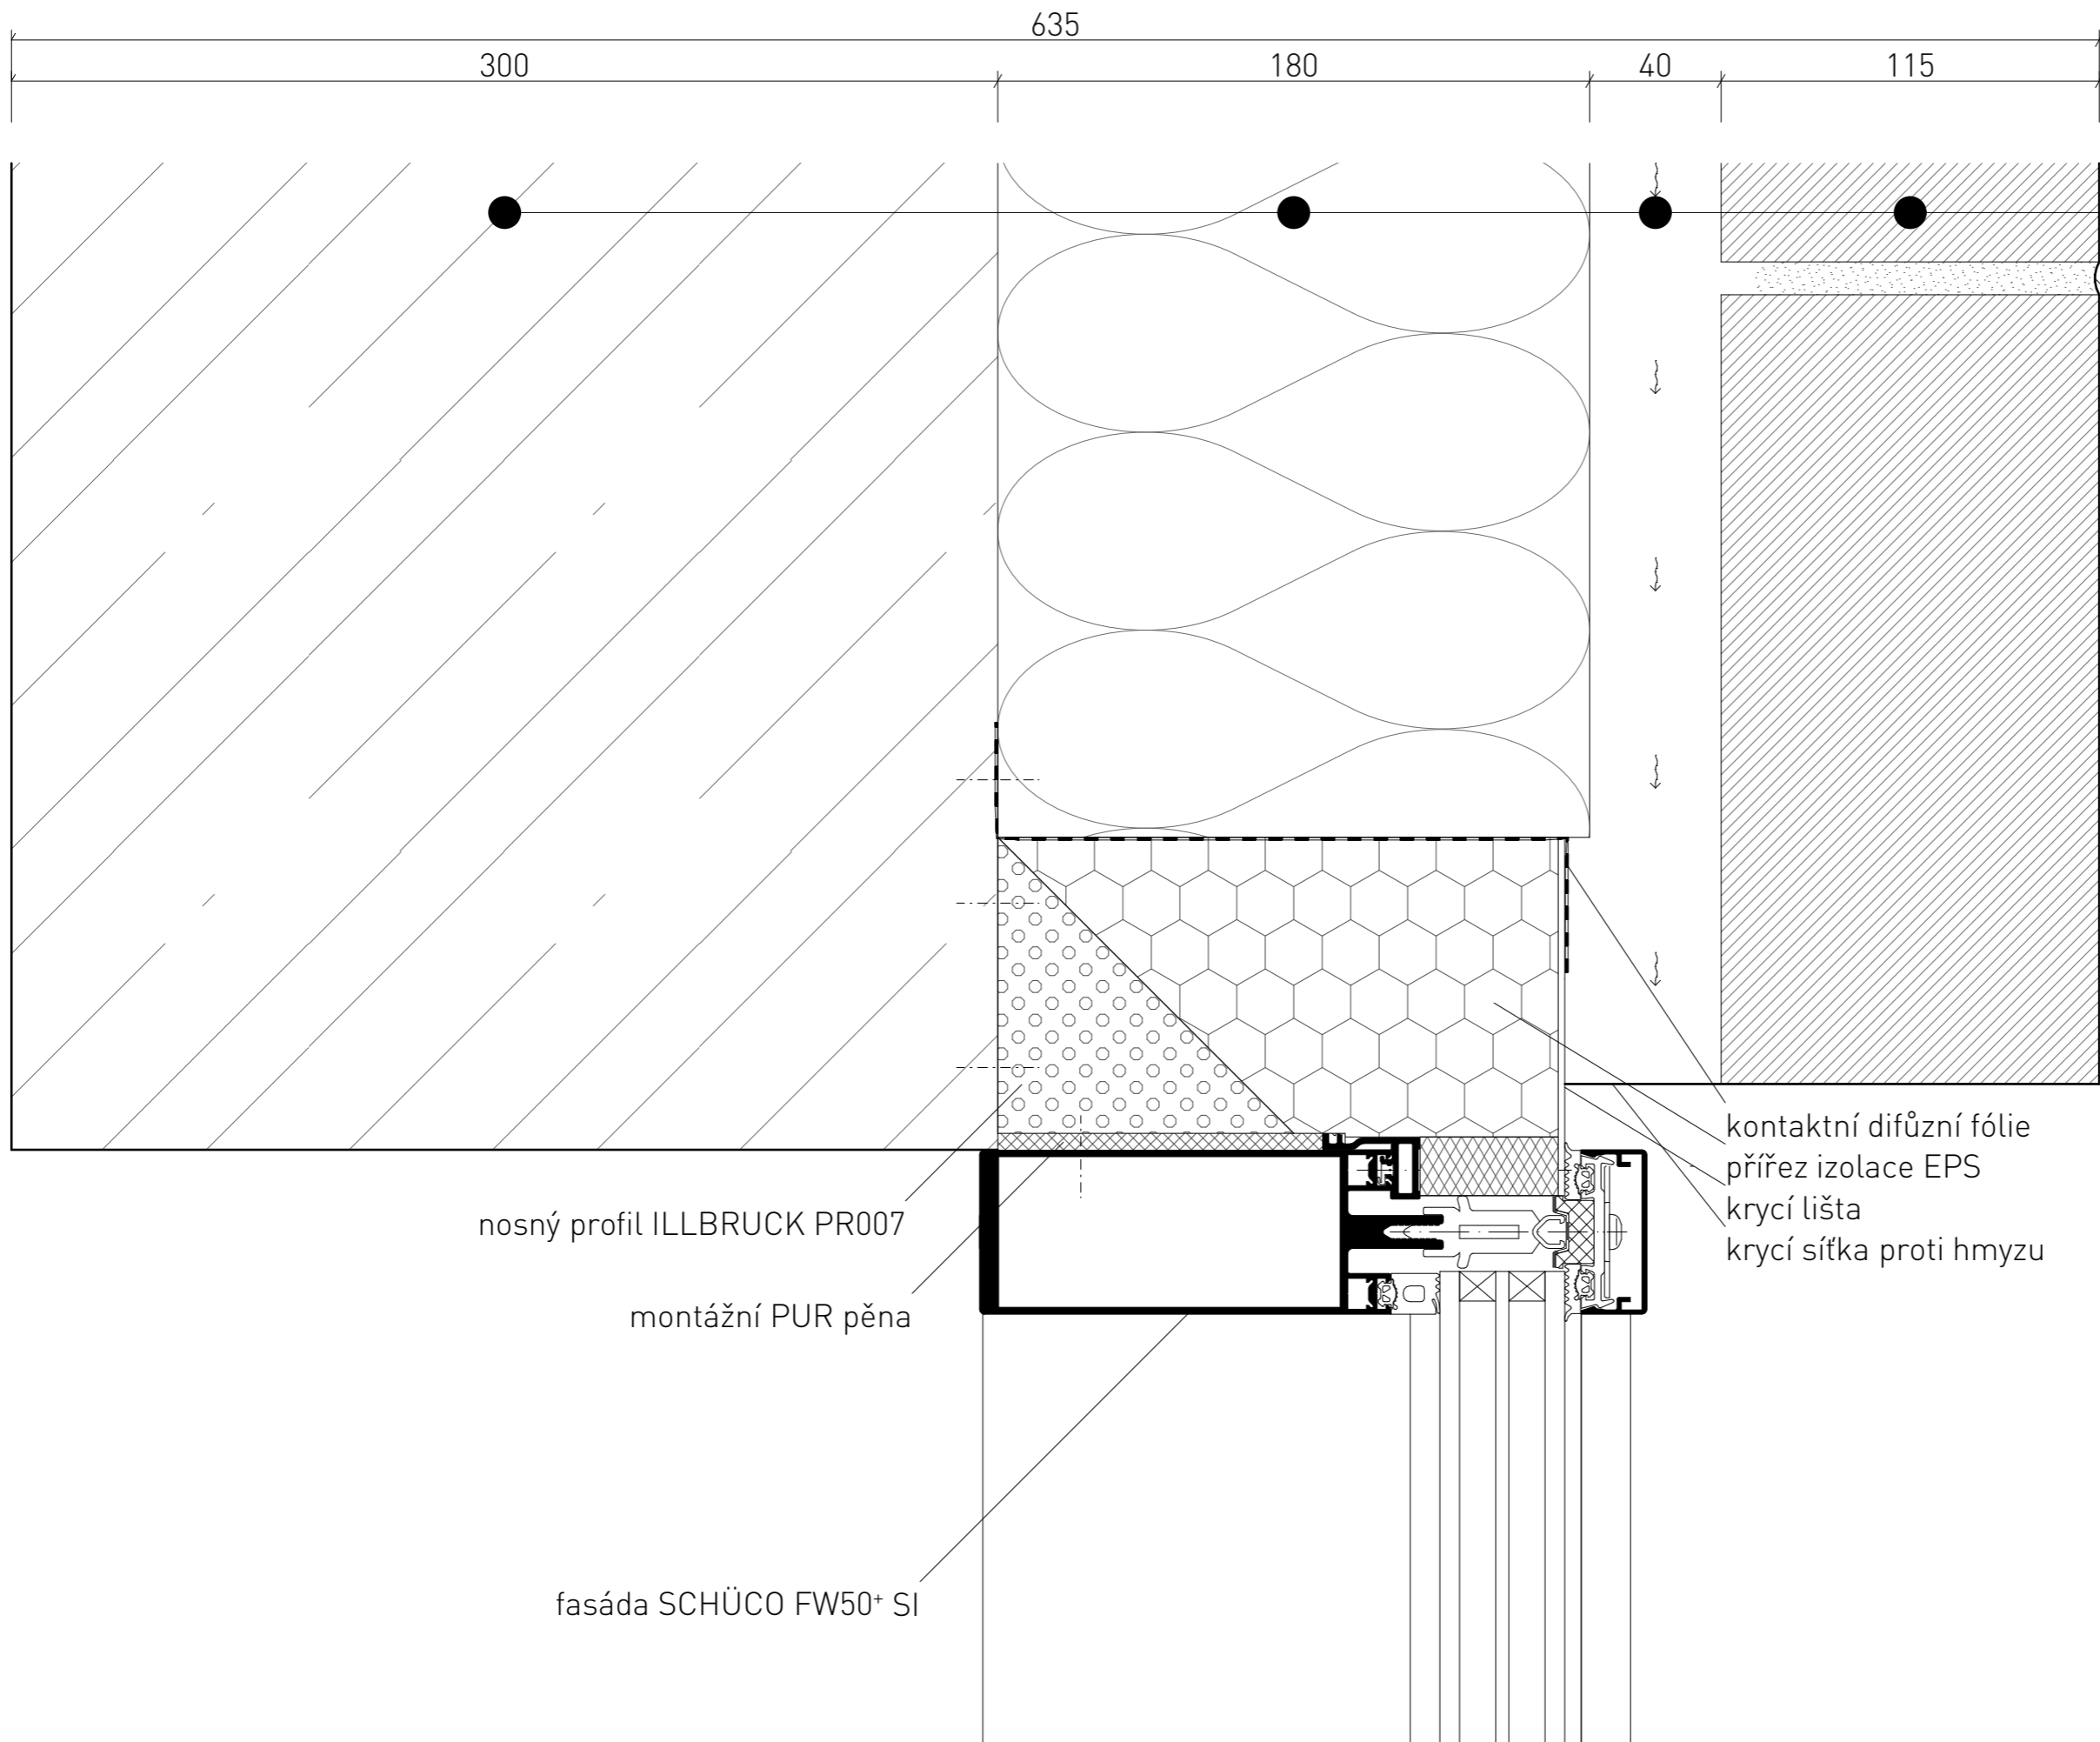 635
300 180 40 115
kontaktní difůzní fólie
přířez izolace EPS
krycí lišta
krycí síťka proti hmyzu
nosný profil ILLBRUCK PR007
montážní PUR pěna
fasáda SCHÜCO FW50⁺ SI